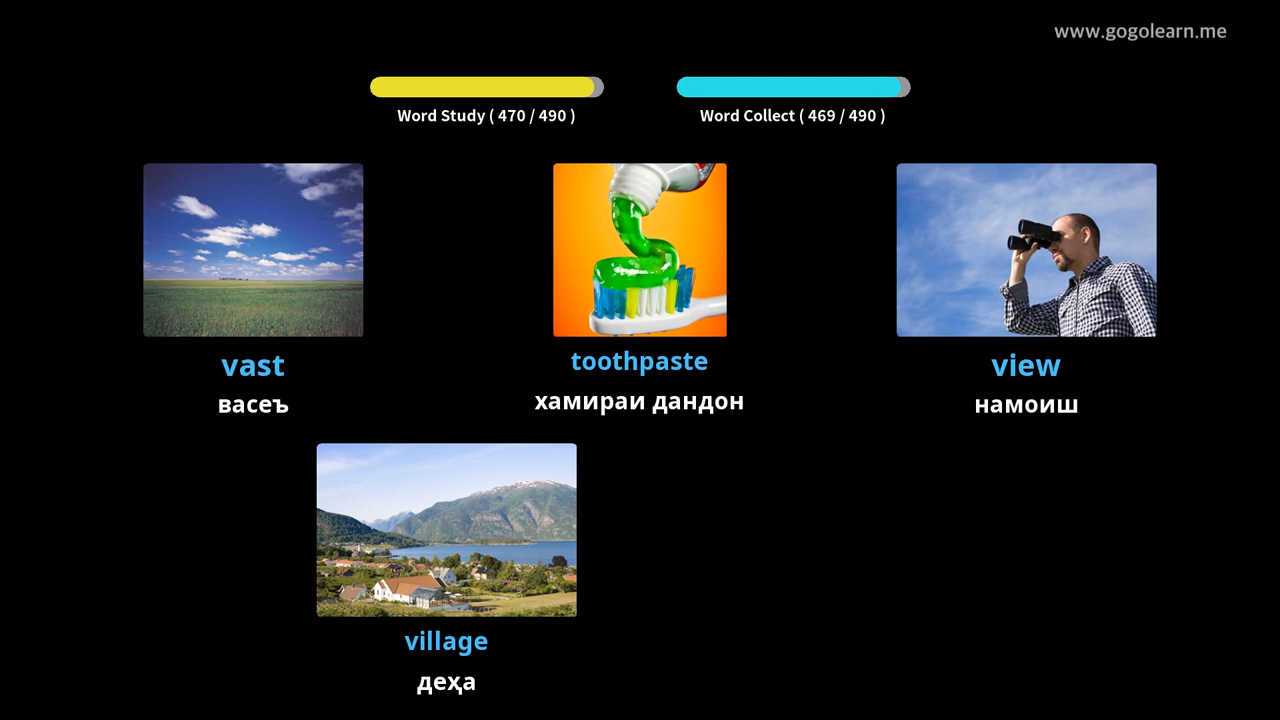 www.gogolearn.me
Word Study ( 470 / 490 )
Word Collect ( 469 / 490 )
vast
васеъ
toothpaste
хамираи дандон
view
намоиш
village
деҳа